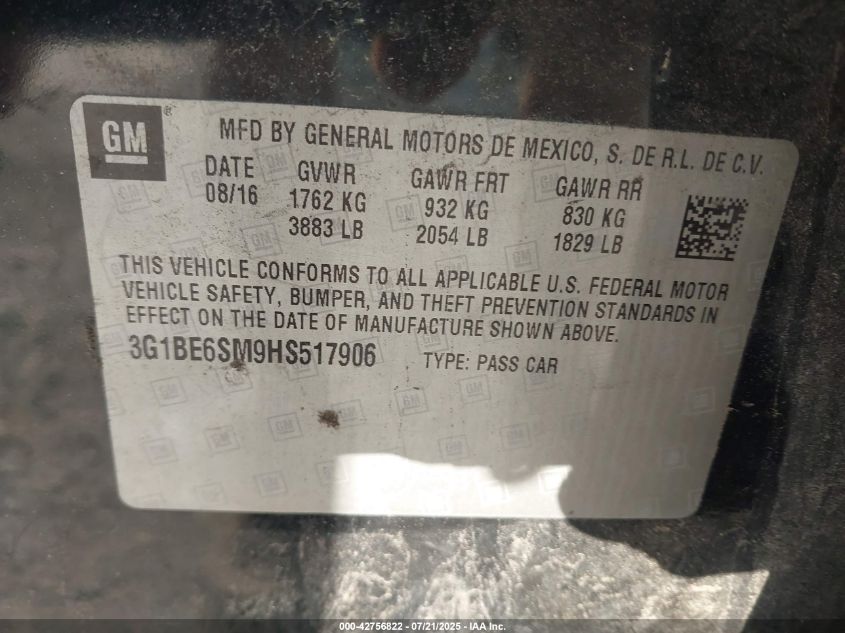 GM ®
MFD BY GENERAL MOTORS DE MEXICO, S. DE R.L. DE C.V.
DATE GVWR GAWR FRT GAWR RR
08/16 1762 KG 932 KG 830 KG
3883 LB 2054 LB 1829 LB
THIS VEHICLE CONFORMS TO ALL APPLICABLE U.S. FEDERAL MOTOR
VEHICLE SAFETY, BUMPER, AND THEFT PREVENTION STANDARDS IN
EFFECT ON THE DATE OF MANUFACTURE SHOWN ABOVE.
3G1BE6SM9HS517906 TYPE: PASS CAR
000-42756822 - 07/21/2025 - IAA, Inc.